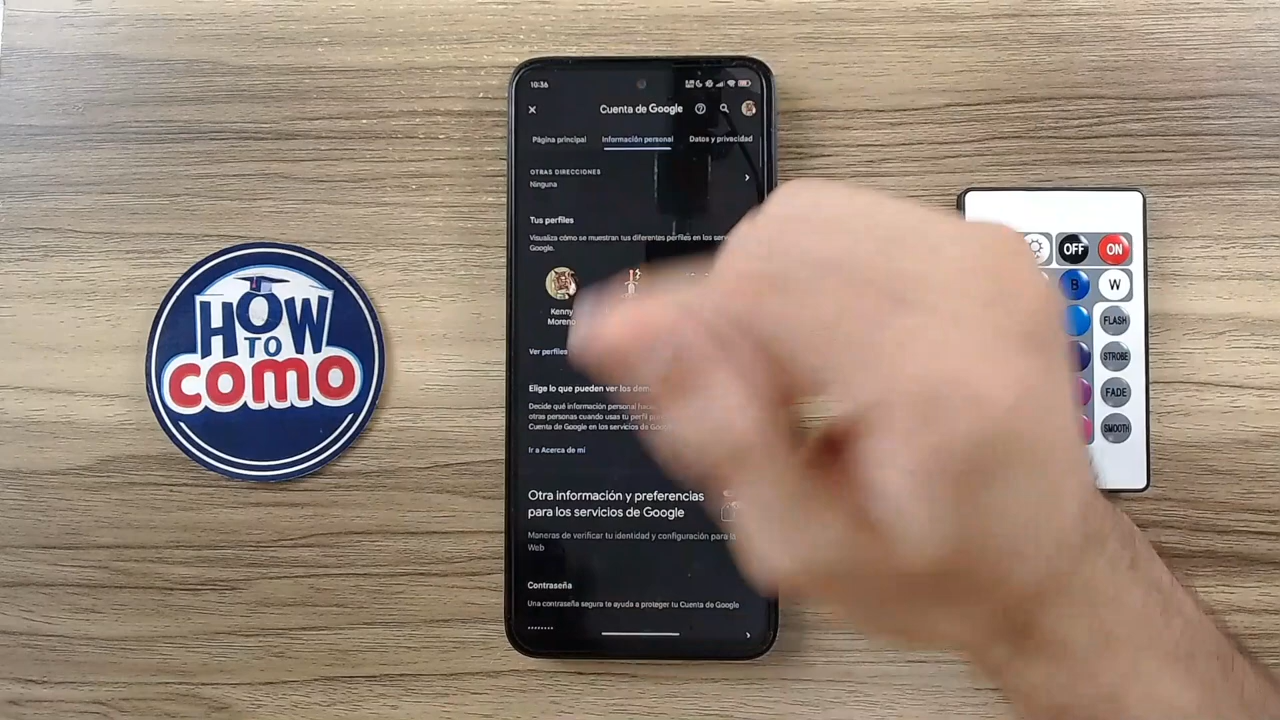 10:36
Cuenta de Google
Página principal
Información personal
Datos y privacidad
OTRAS DIRECCIONES
Ninguna
Tus perfiles
Visualiza cómo se muestran tus diferentes perfiles en los
Google.
Kenny
Moreno
Ver perfiles
Elige lo que pueden ver los
Decide qué información personal
otras personas cuando usas tu perfil
Cuenta de Google en los servicios de
Ir a Acerca de mí
Otra información y preferencias
para los servicios de Google
Maneras de verificar tu identidad y configuración para la
Web
Contraseña
Una contraseña segura te ayuda a proteger tu Cuenta de Google
HOW
TO
como
OFF
ON
B
W
FLASH
STROBE
FADE
SMOOTH